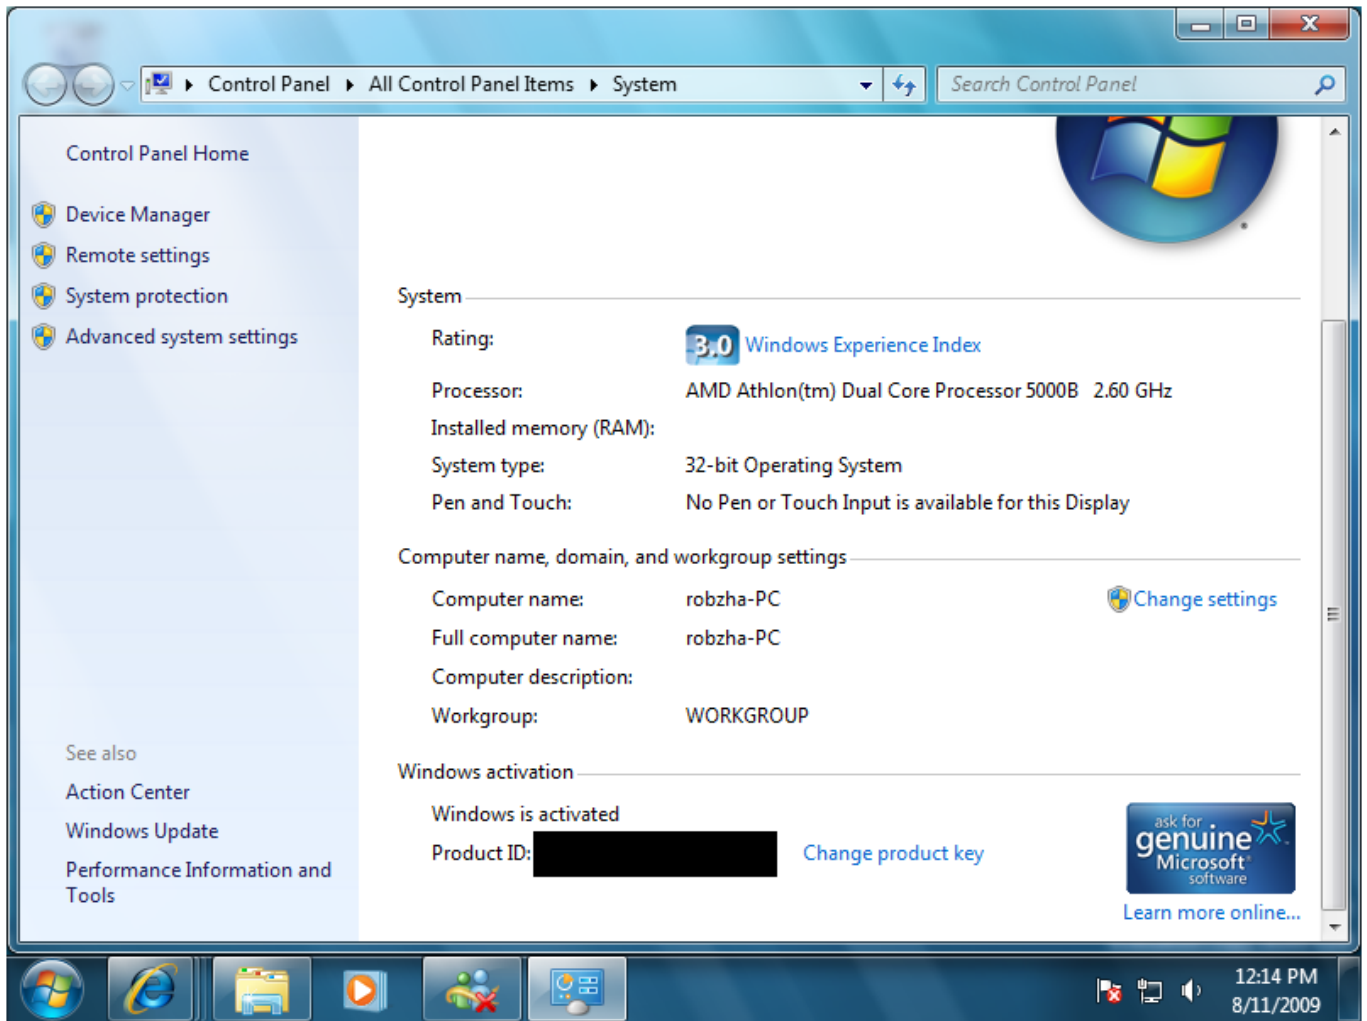 Control Panel All Control Panel Items System Search Control Panel
Control Panel Home
Device Manager
Remote settings
System protection
Advanced system settings
See also
Action Center
Windows Update
Performance Information and
Tools
System
Rating: 3.0 Windows Experience Index
Processor: AMD Athlon(tm) Dual Core Processor 5000B 2.60 GHz
Installed memory (RAM):
System type: 32-bit Operating System
Pen and Touch: No Pen or Touch Input is available for this Display
Computer name, domain, and workgroup settings
Computer name: robzha-PC Change settings
Full computer name: robzha-PC
Computer description:
Workgroup: WORKGROUP
Windows activation
Windows is activated
Product ID: Change product key
ask for
genuine
Microsoft
software
Learn more online...
12:14 PM
8/11/2009